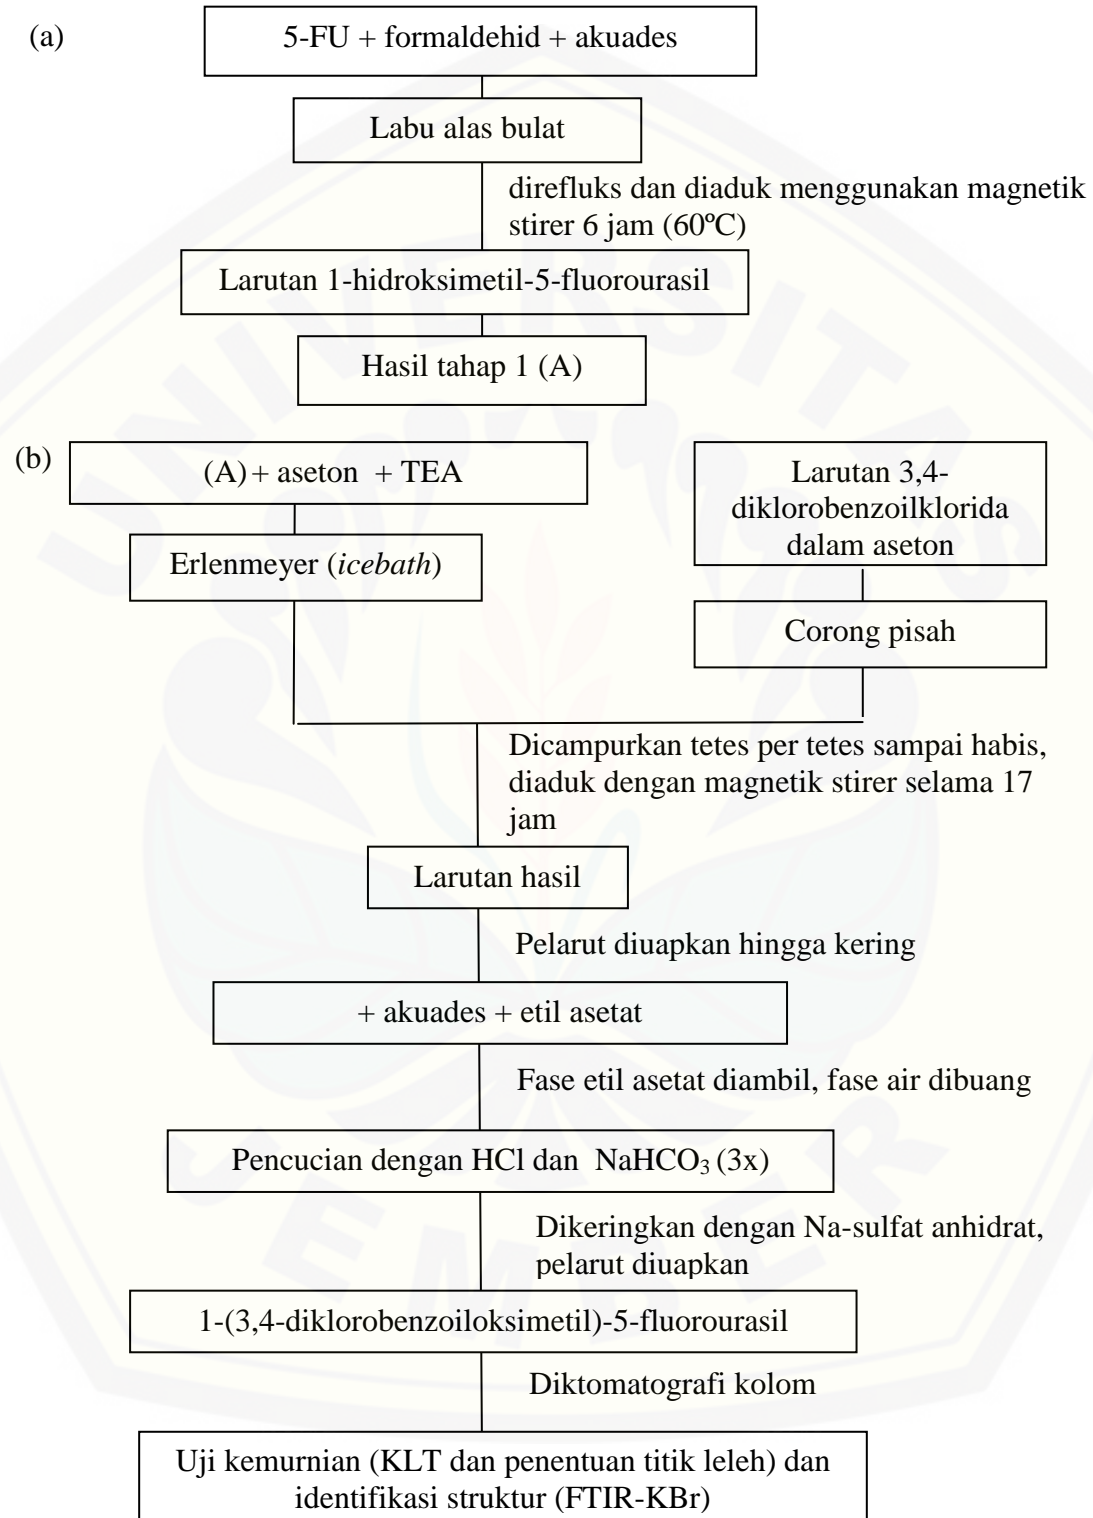 (a)
5-FU + formaldehid + akuades
Labu alas bulat
direfluks dan diaduk menggunakan magnetik
stirer 6 jam (60ºC)
Larutan 1-hidroksimetil-5-fluorourasil
Hasil tahap 1 (A)
(b)
(A) + aseton + TEA
Erlenmeyer (icebath)
Larutan 3,4-
diklorobenzoilklorida
dalam aseton
Corong pisah
Dicampurkan tetes per tetes sampai habis,
diaduk dengan magnetik stirer selama 17
jam
Larutan hasil
Pelarut diuapkan hingga kering
+ akuades + etil asetat
Fase etil asetat diambil, fase air dibuang
Pencucian dengan HCl dan NaHCO₃ (3x)
Dikeringkan dengan Na-sulfat anhidrat,
pelarut diuapkan
1-(3,4-diklorobenzoiloksimetil)-5-fluorourasil
Diktomatografi kolom
Uji kemurnian (KLT dan penentuan titik leleh) dan
identifikasi struktur (FTIR-KBr)
UNIVERSITAS
JEMBER